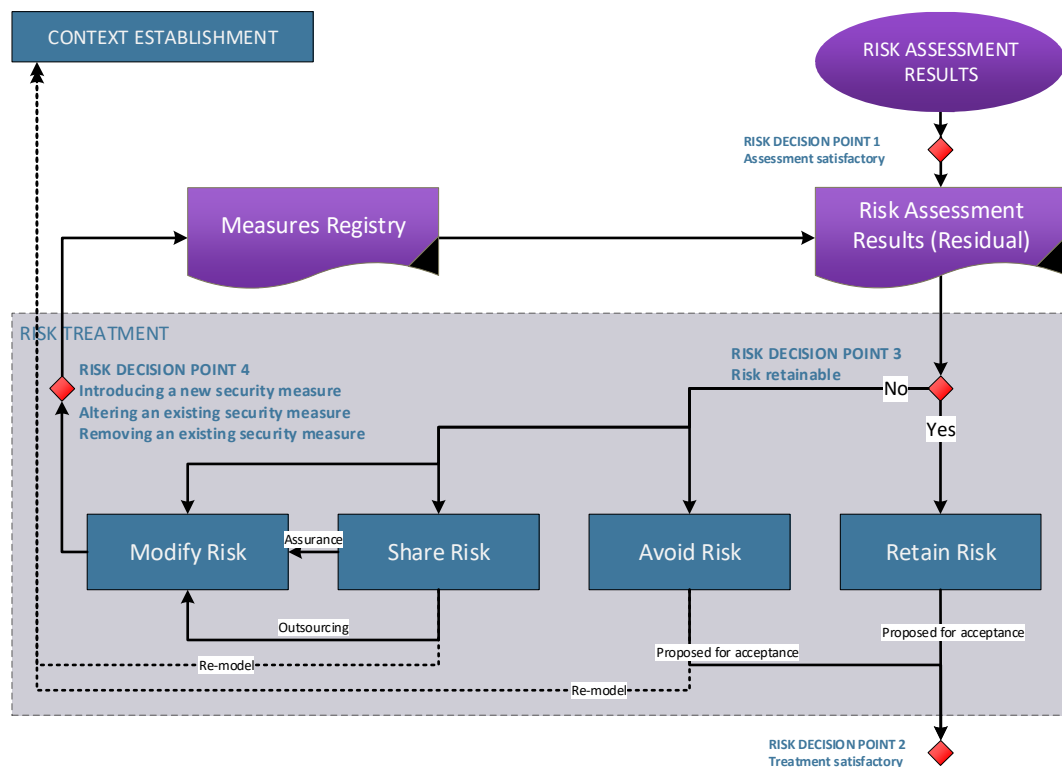 CONTEXT ESTABLISHMENT
RISK ASSESSMENT
RESULTS
RISK DECISION POINT 1
Assessment satisfactory
Measures Registry
Risk Assessment
Results (Residual)
RISK TREATMENT
RISK DECISION POINT 3
Risk retainable
RISK DECISION POINT 4
Introducing a new security measure
Altering an existing security measure
Removing an existing security measure
No
Yes
Modify Risk
Assurance
Share Risk
Avoid Risk
Retain Risk
Outsourcing
Proposed for acceptance
Proposed for acceptance
Re-model
Re-model
RISK DECISION POINT 2
Treatment satisfactory